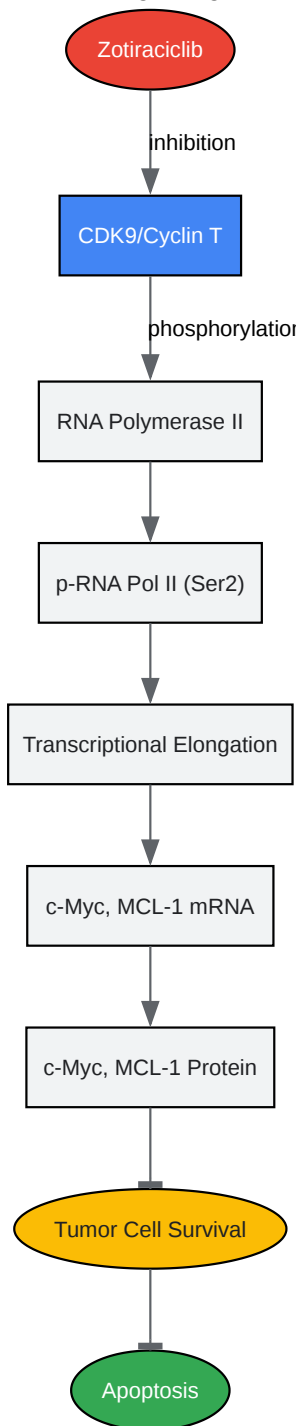 Zotiraciclib
inhibition
CDK9/Cyclin T
phosphorylation
RNA Polymerase II
p-RNA Pol II (Ser2)
Transcriptional Elongation
c-Myc, MCL-1 mRNA
c-Myc, MCL-1 Protein
Tumor Cell Survival
Apoptosis